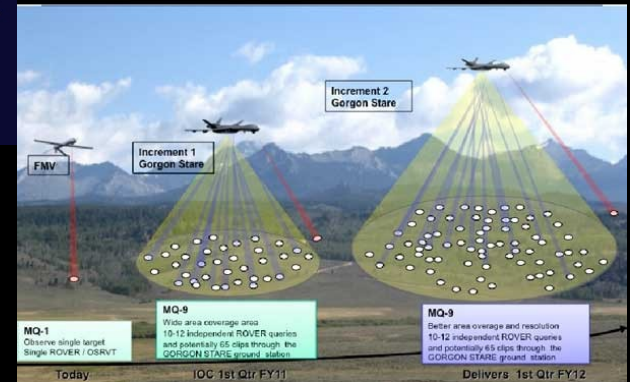 Increment 2
Gorgon Stare
Increment 1
Gorgon Stare
FMV
MQ-1
Observe single target
Single ROVER / OSRVT
MQ-9
Wide area coverage area
10-12 independent ROVER queries
and potentially 65 clips through the
GORGON STARE ground station
MQ-9
Better area overage and resolution
10-12 independent ROVER queries
and potentially 65 clips through the
GORGON STARE ground station
Today
IOC 1st Qtr FY11
Delivers 1st Qtr FY12